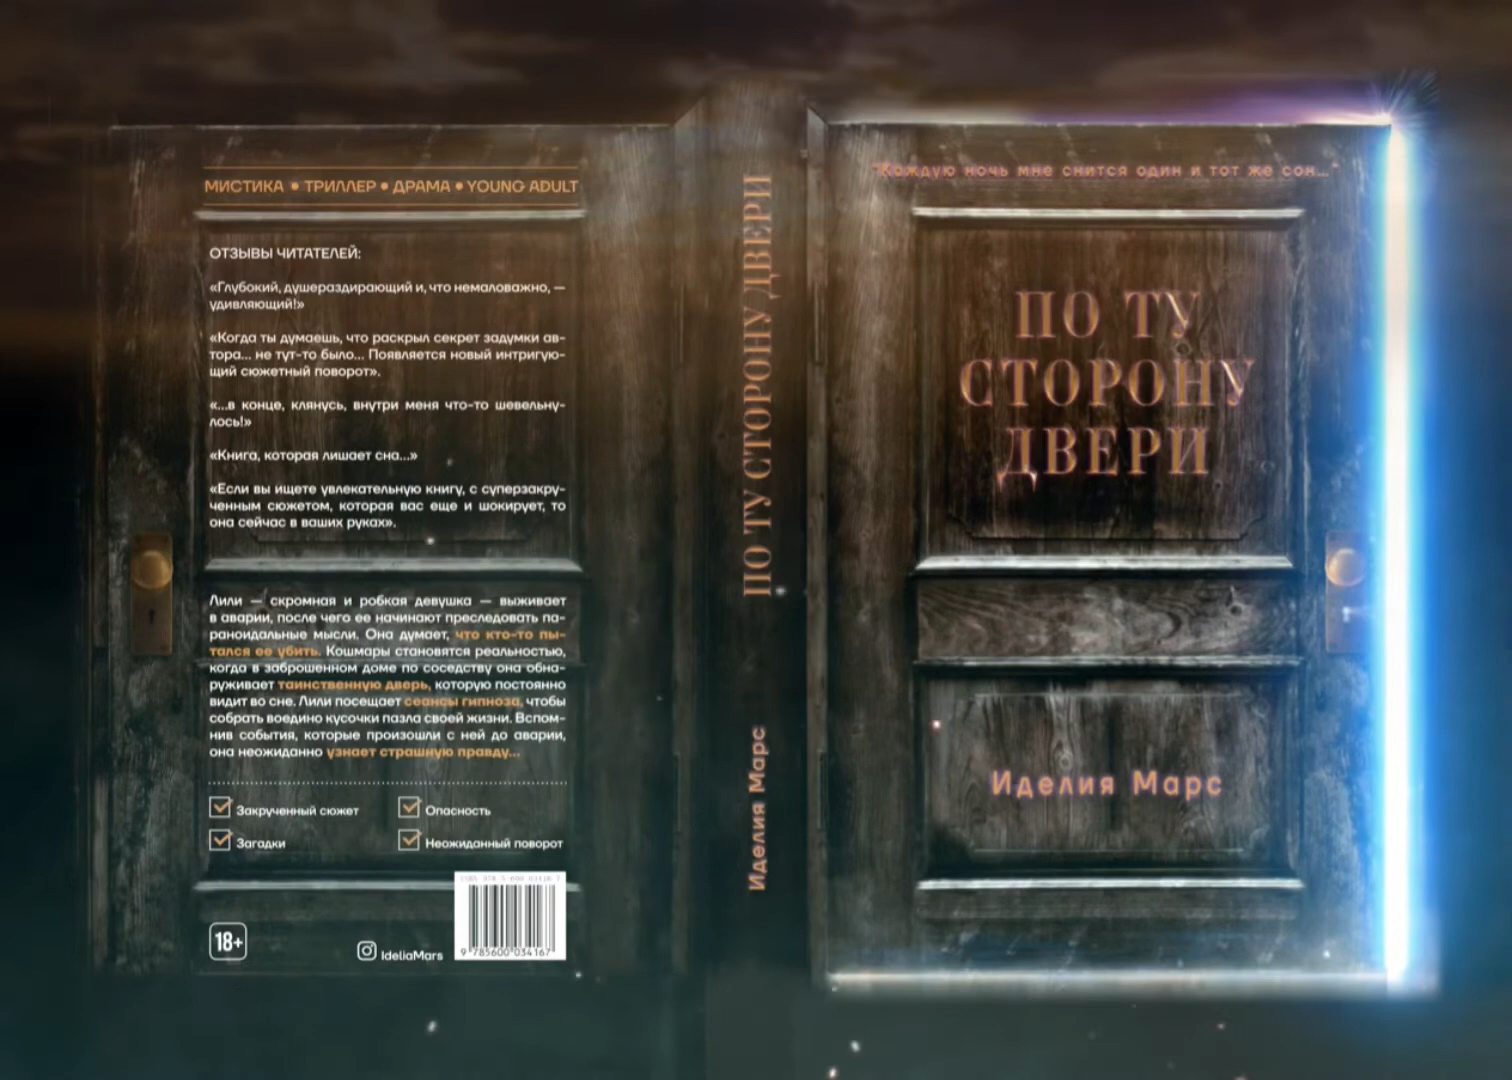 МИСТИКА • ТРИЛЛЕР • ДРАМА • YOUNG ADULT
ОТЗЫВЫ ЧИТАТЕЛЕЙ:
«Глубокий, душераздирающий и, что немаловажно, —
удивляющий!»
«Когда ты думаешь, что раскрыл секрет задумки ав-
тора... не тут-то было... Появляется новый интригую-
щий сюжетный поворот».
«...в конце, клянусь, внутри меня что-то шевельну-
лось!»
«Книга, которая лишает сна...»
«Если вы ищете увлекательную книгу, с суперзакру-
ченным сюжетом, которая вас еще и шокирует, то
она сейчас в ваших руках».
Лили — скромная и робкая девушка — выживает
в аварии, после чего ее начинают преследовать па-
раноидальные мысли. Она думает, что кто-то пы-
тался ее убить. Кошмары становятся реальностью,
когда в заброшенном доме по соседству она обна-
руживает таинственную дверь, которую постоянно
видит во сне. Лили посещает сеансы гипноза, чтобы
собрать воедино кусочки пазла своей жизни. Вспом-
нив события, которые произошли с ней до аварии,
она неожиданно узнает страшную правду...
Закрученный сюжет
Опасность
Загадки
Неожиданный поворот
18+
IdeliaMars
9 785600 034167
ПО ТУ СТОРОНУ ДВЕРИ
Иделия Марс
"Каждую ночь мне снится один и тот же сон..."
ПО ТУ
СТОРОНУ
ДВЕРИ
Иделия Марс